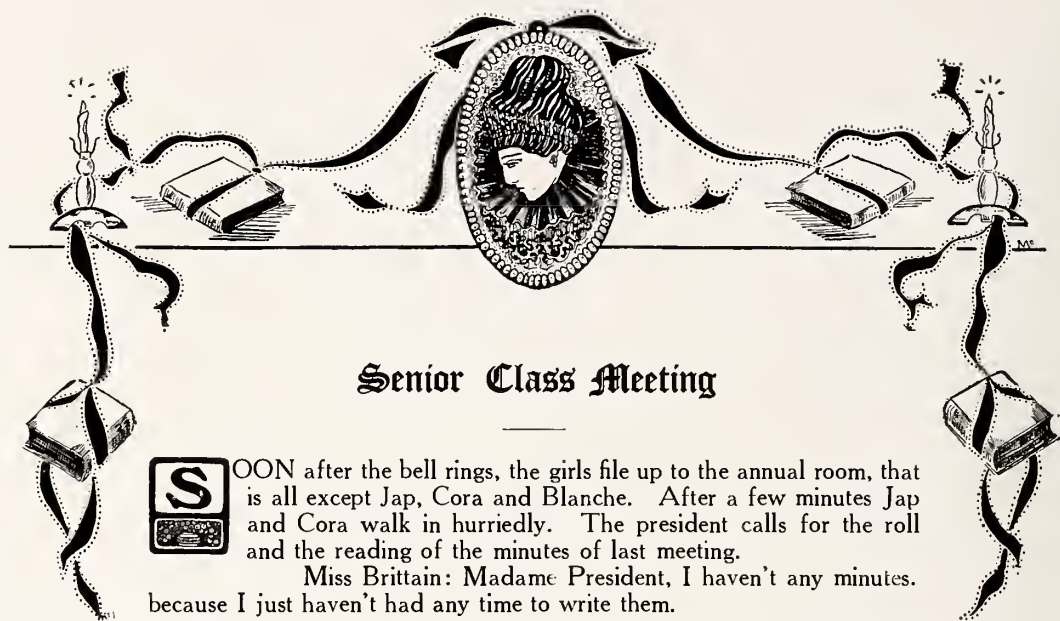 Mc
Senior Class Meeting
SOON after the bell rings, the girls file up to the annual room, that
is all except Jap, Cora and Blanche. After a few minutes Jap
and Cora walk in hurriedly. The president calls for the roll
and the reading of the minutes of last meeting.
Miss Brittain: Madame President, I haven't any minutes.
because I just haven't had any time to write them.